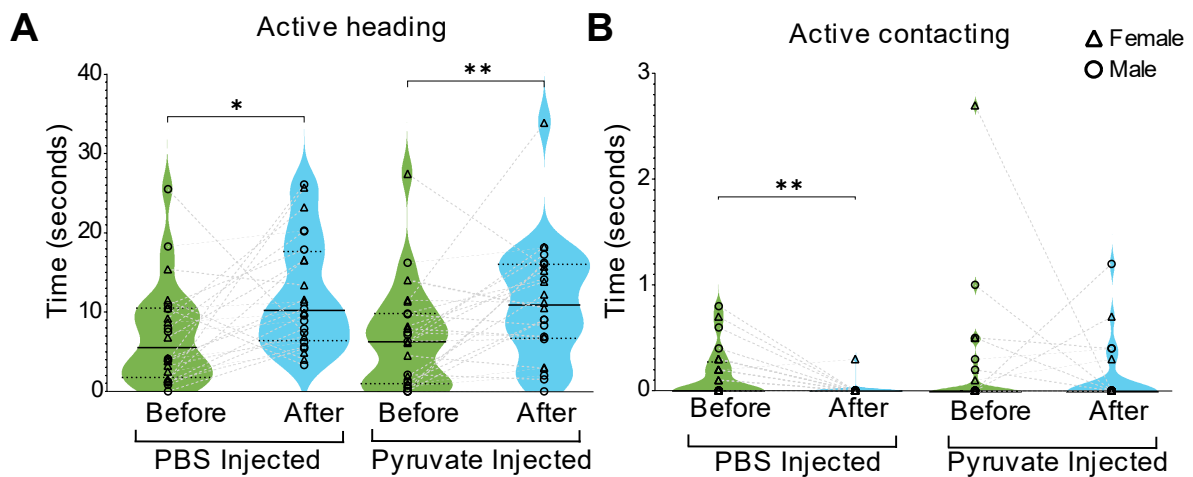 A
Active heading
Time (seconds)
40
30
20
10
0
*
**
Before
After
Before
After
PBS Injected
Pyruvate Injected
B
Active contacting
Female
Male
Time (seconds)
3
2
1
0
**
Before
After
Before
After
PBS Injected
Pyruvate Injected